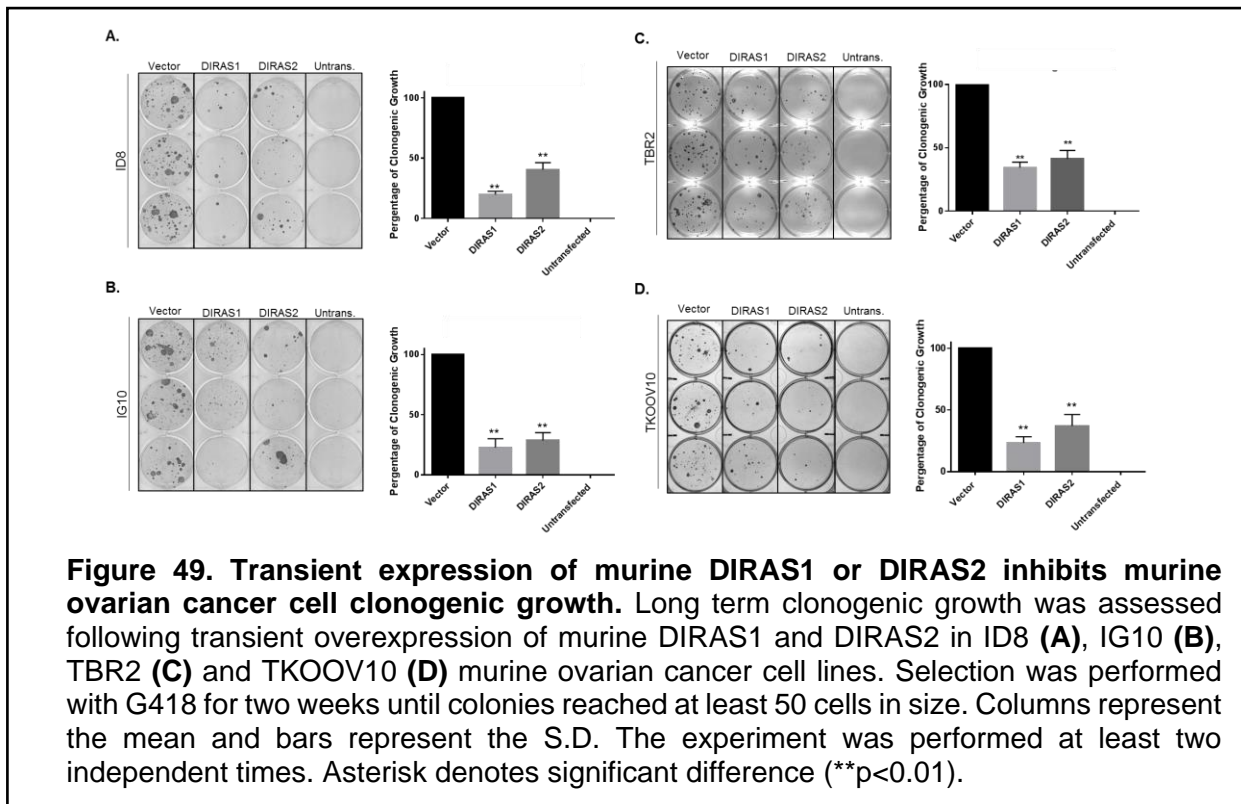 A.
Vector DIRAS1 DIRAS2 Untrans.
ID8
Pergentage of Clonogenic Growth
100
50
0
**
**
Vector
DIRAS1
DIRAS2
Untransfected
C.
Vector DIRAS1 DIRAS2 Untrans.
TBR2
Pergentage of Clonogenic Growth
100
50
0
**
**
Vector
DIRAS1
DIRAS2
Untransfected
B.
Vector DIRAS1 DIRAS2 Untrans.
IG10
Pergentage of Clonogenic Growth
100
50
0
**
**
Vector
DIRAS1
DIRAS2
Untransfected
D.
Vector DIRAS1 DIRAS2 Untrans.
TKOOV10
Pergentage of Clonogenic Growth
100
50
0
**
**
Vector
DIRAS1
DIRAS2
Untransfected
Figure 49. Transient expression of murine DIRAS1 or DIRAS2 inhibits murine
ovarian cancer cell clonogenic growth. Long term clonogenic growth was assessed
following transient overexpression of murine DIRAS1 and DIRAS2 in ID8 (A), IG10 (B),
TBR2 (C) and TKOOV10 (D) murine ovarian cancer cell lines. Selection was performed
with G418 for two weeks until colonies reached at least 50 cells in size. Columns represent
the mean and bars represent the S.D. The experiment was performed at least two
independent times. Asterisk denotes significant difference (**p<0.01).